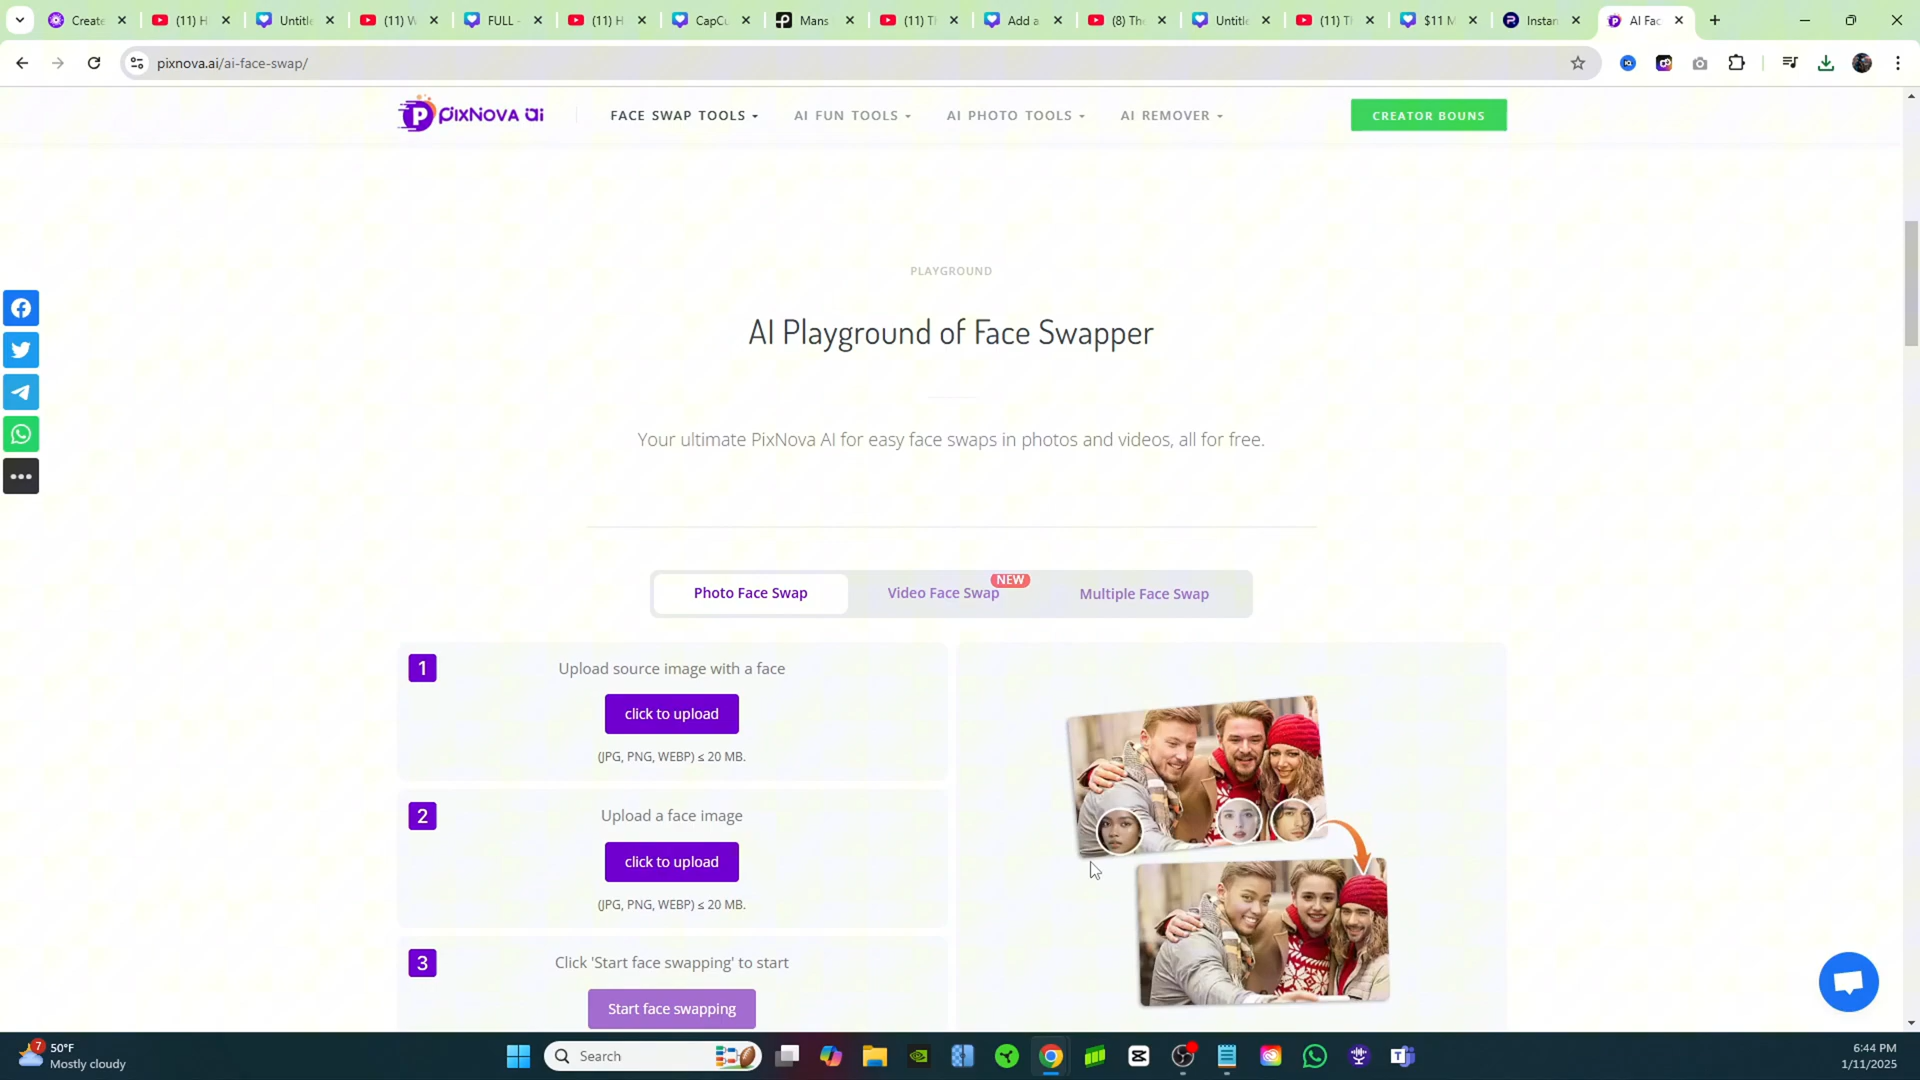 Create
(11) H
Untitle
(11) W
FULL -
(11) H
CapCu
Mans
(11) Th
Add a
(8) The
Untitle
(11) Th
$11 M
Instan
AI Fac
pixnova.ai/ai-face-swap/
PixNova ai
FACE SWAP TOOLS
AI FUN TOOLS
AI PHOTO TOOLS
AI REMOVER
CREATOR BOUNS
PLAYGROUND
AI Playground of Face Swapper
Your ultimate PixNova AI for easy face swaps in photos and videos, all for free.
Photo Face Swap
Video Face Swap
NEW
Multiple Face Swap
1
Upload source image with a face
click to upload
(JPG, PNG, WEBP) ≤ 20 MB.
2
Upload a face image
click to upload
(JPG, PNG, WEBP) ≤ 20 MB.
3
Click 'Start face swapping' to start
Start face swapping
7
50°F
Mostly cloudy
Search
6:44 PM
1/11/2025